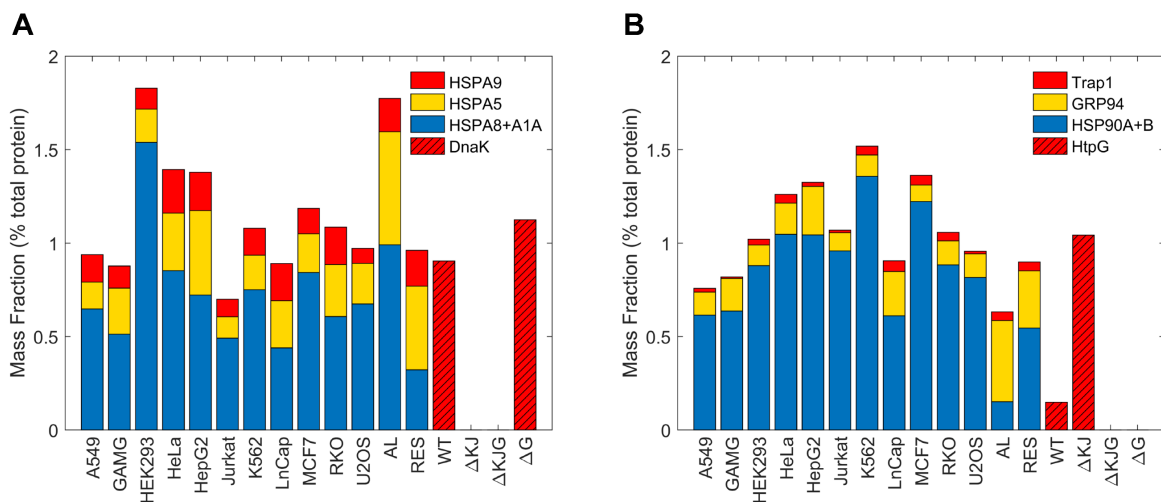 A
Mass Fraction (% total protein)
2
1.5
1
0.5
0
HSPA9
HSPA5
HSPA8+A1A
DnaK
A549
GAMG
HEK293
HeLa
HepG2
Jurkat
K562
LnCap
MCF7
RKO
U2OS
AL
RES
WT
ΔKJ
ΔKJG
ΔG
B
Mass Fraction (% total protein)
2
1.5
1
0.5
0
Trap1
GRP94
HSP90A+B
HtpG
A549
GAMG
HEK293
HeLa
HepG2
Jurkat
K562
LnCap
MCF7
RKO
U2OS
AL
RES
WT
ΔKJ
ΔKJG
ΔG